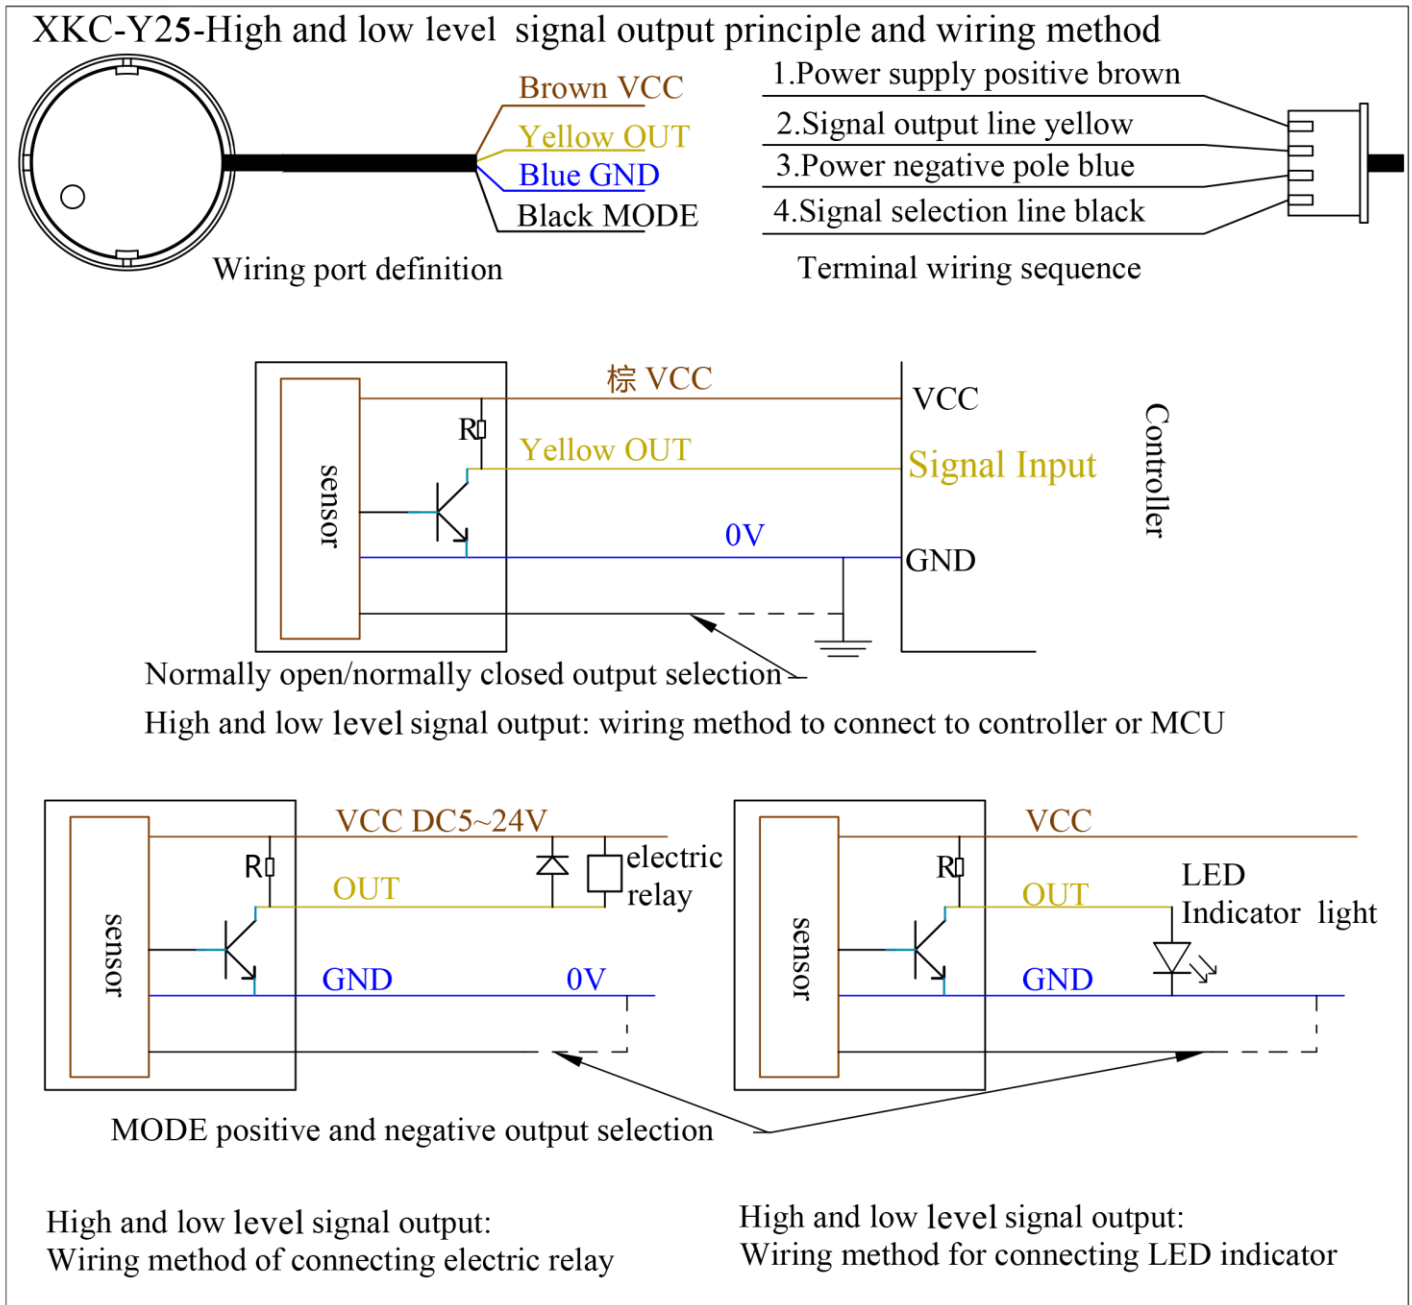 XKC-Y25-High and low level signal output principle and wiring method
Brown VCC
Yellow OUT
Blue GND
Black MODE
Wiring port definition
1.Power supply positive brown
2.Signal output line yellow
3.Power negative pole blue
4.Signal selection line black
Terminal wiring sequence
棕 VCC
VCC
R
Yellow OUT
Signal Input
sensor
Controller
0V
GND
Normally open/normally closed output selection
High and low level signal output: wiring method to connect to controller or MCU
VCC DC5~24V
R
electric
relay
OUT
sensor
GND
0V
VCC
R
LED
Indicator light
OUT
sensor
GND
MODE positive and negative output selection
High and low level signal output:
Wiring method of connecting electric relay
High and low level signal output:
Wiring method for connecting LED indicator